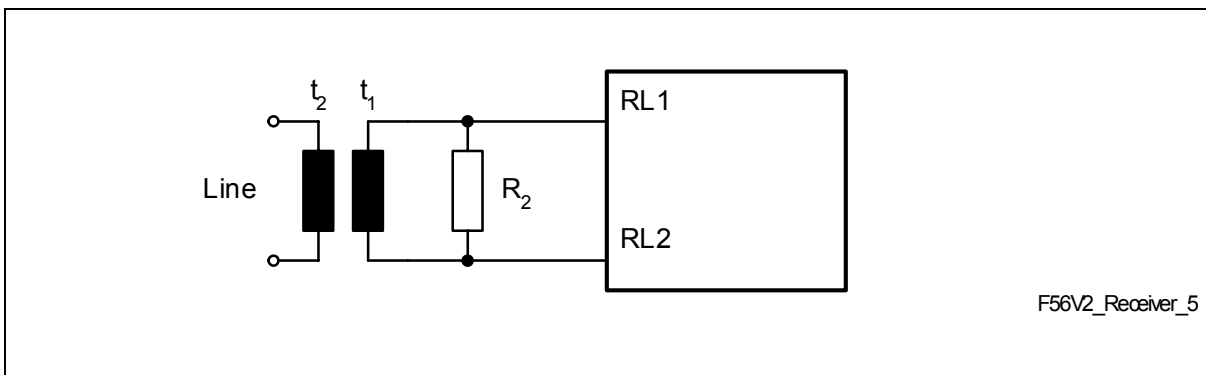 t2 t1
RL1
Line
R2
RL2
F56V2_Receiver_5